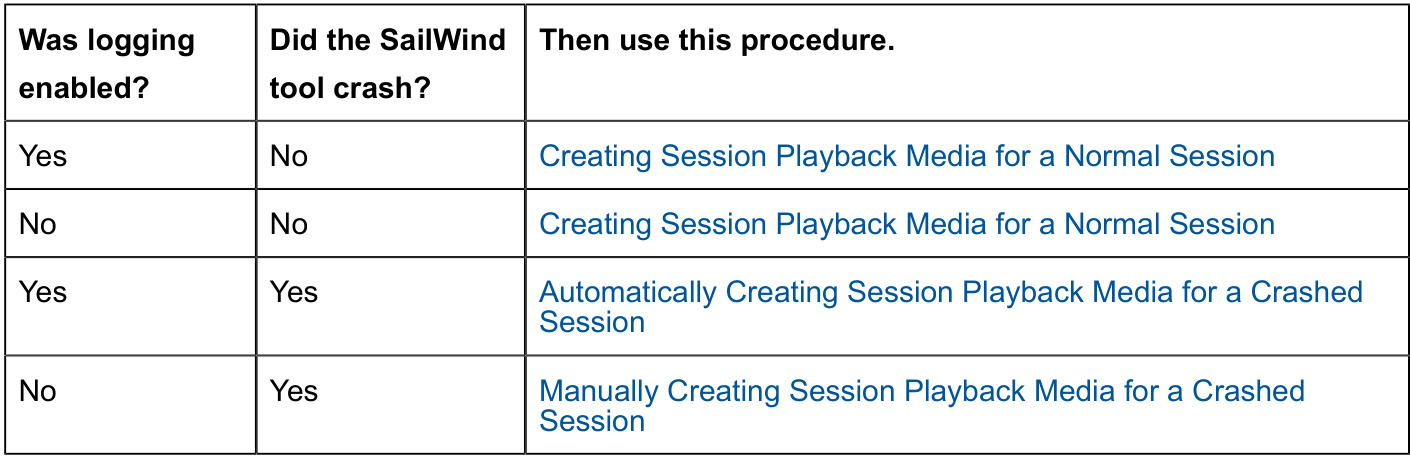 Was logging enabled?
Did the SailWind tool crash?
Then use this procedure.
Yes
No
Creating Session Playback Media for a Normal Session
No
No
Creating Session Playback Media for a Normal Session
Yes
Yes
Automatically Creating Session Playback Media for a Crashed
Session
No
Yes
Manually Creating Session Playback Media for a Crashed
Session